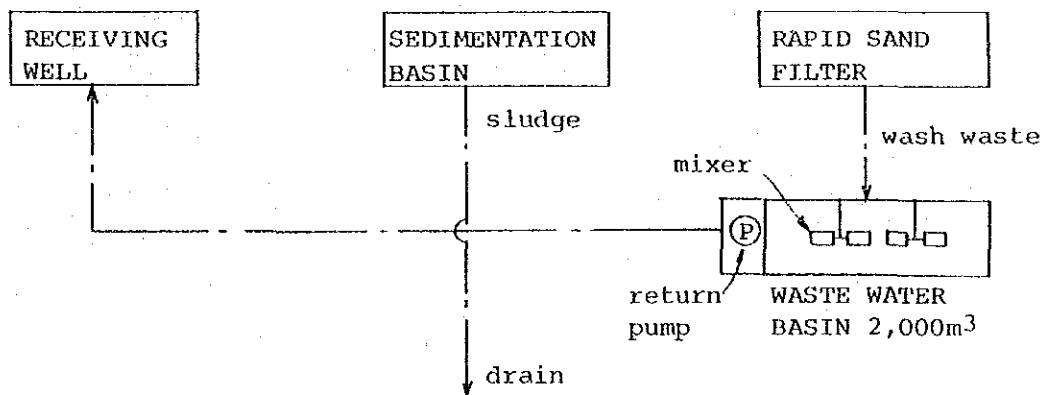 RECEIVING
WELL
SEDIMENTATION
BASIN
RAPID SAND
FILTER
sludge
wash waste
mixer
P
return
pump
WASTE WATER
BASIN 2,000m³
drain